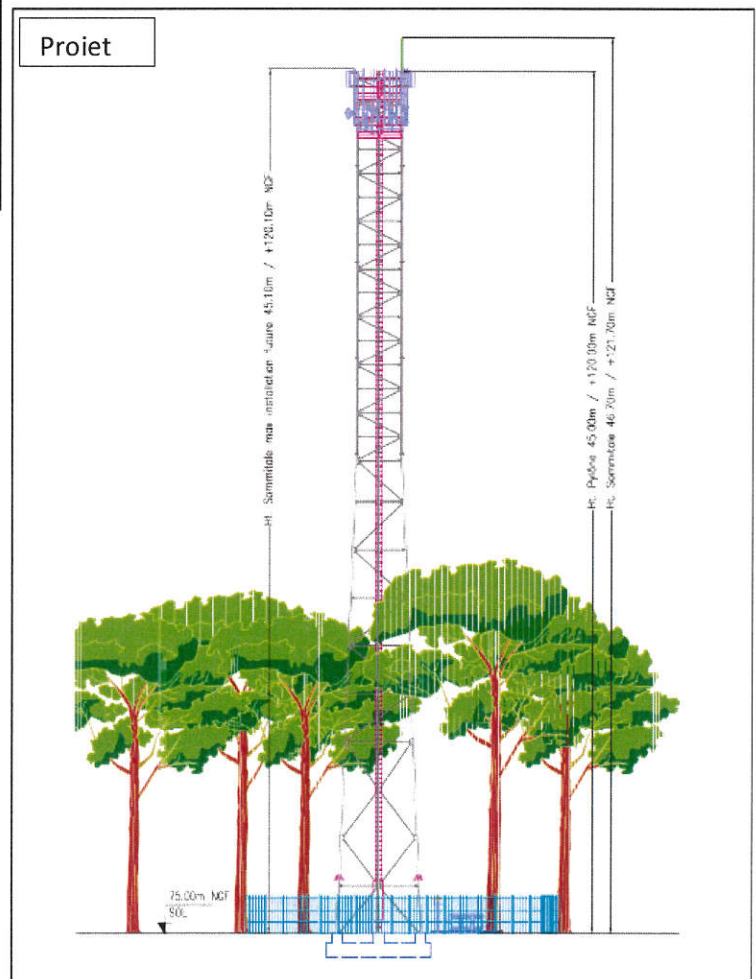 Projet
Ht. Sommitale max installation future 45.10m / +120.10m NGF
Ht. Pylône 45.00m / +120.00m NGF
Ht. Sommitale 46.70m / +121.70m NGF
75.00m NGF
SOL